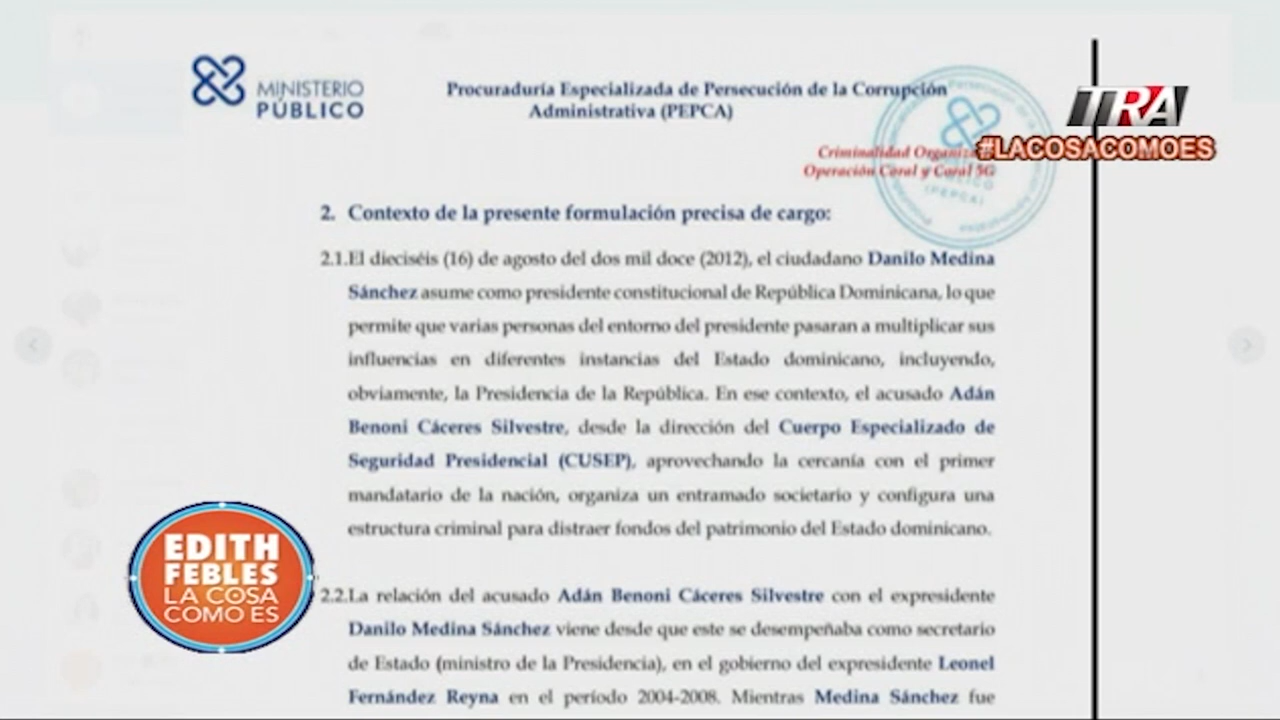 MINISTERIO
PÚBLICO
Procuraduría Especializada de Persecución de la Corrupción
Administrativa (PEPCA)
TRA
#LACOSACOMOES
Criminalidad
Operación Coral y Coral 5G
2. Contexto de la presente formulación precisa de cargo:
2.1.El dieciséis (16) de agosto del dos mil doce (2012), el ciudadano Danilo Medina
Sánchez asume como presidente constitucional de República Dominicana, lo que
permite que varias personas del entorno del presidente pasaran a multiplicar sus
influencias en diferentes instancias del Estado dominicano, incluyendo,
obviamente, la Presidencia de la República. En ese contexto, el acusado Adán
Benoni Cáceres Silvestre, desde la dirección del Cuerpo Especializado de
Seguridad Presidencial (CUSEP), aprovechando la cercanía con el primer
mandatario de la nación, organiza un entramado societario y configura una
estructura criminal para distraer fondos del patrimonio del Estado dominicano.
2.2.La relación del acusado Adán Benoni Cáceres Silvestre con el expresidente
Danilo Medina Sánchez viene desde que este se desempeñaba como secretario
de Estado (ministro de la Presidencia), en el gobierno del expresidente Leonel
Fernández Reyna en el período 2004-2008. Mientras Medina Sánchez fue
EDITH
FEBLES
LA COSA
COMO ES